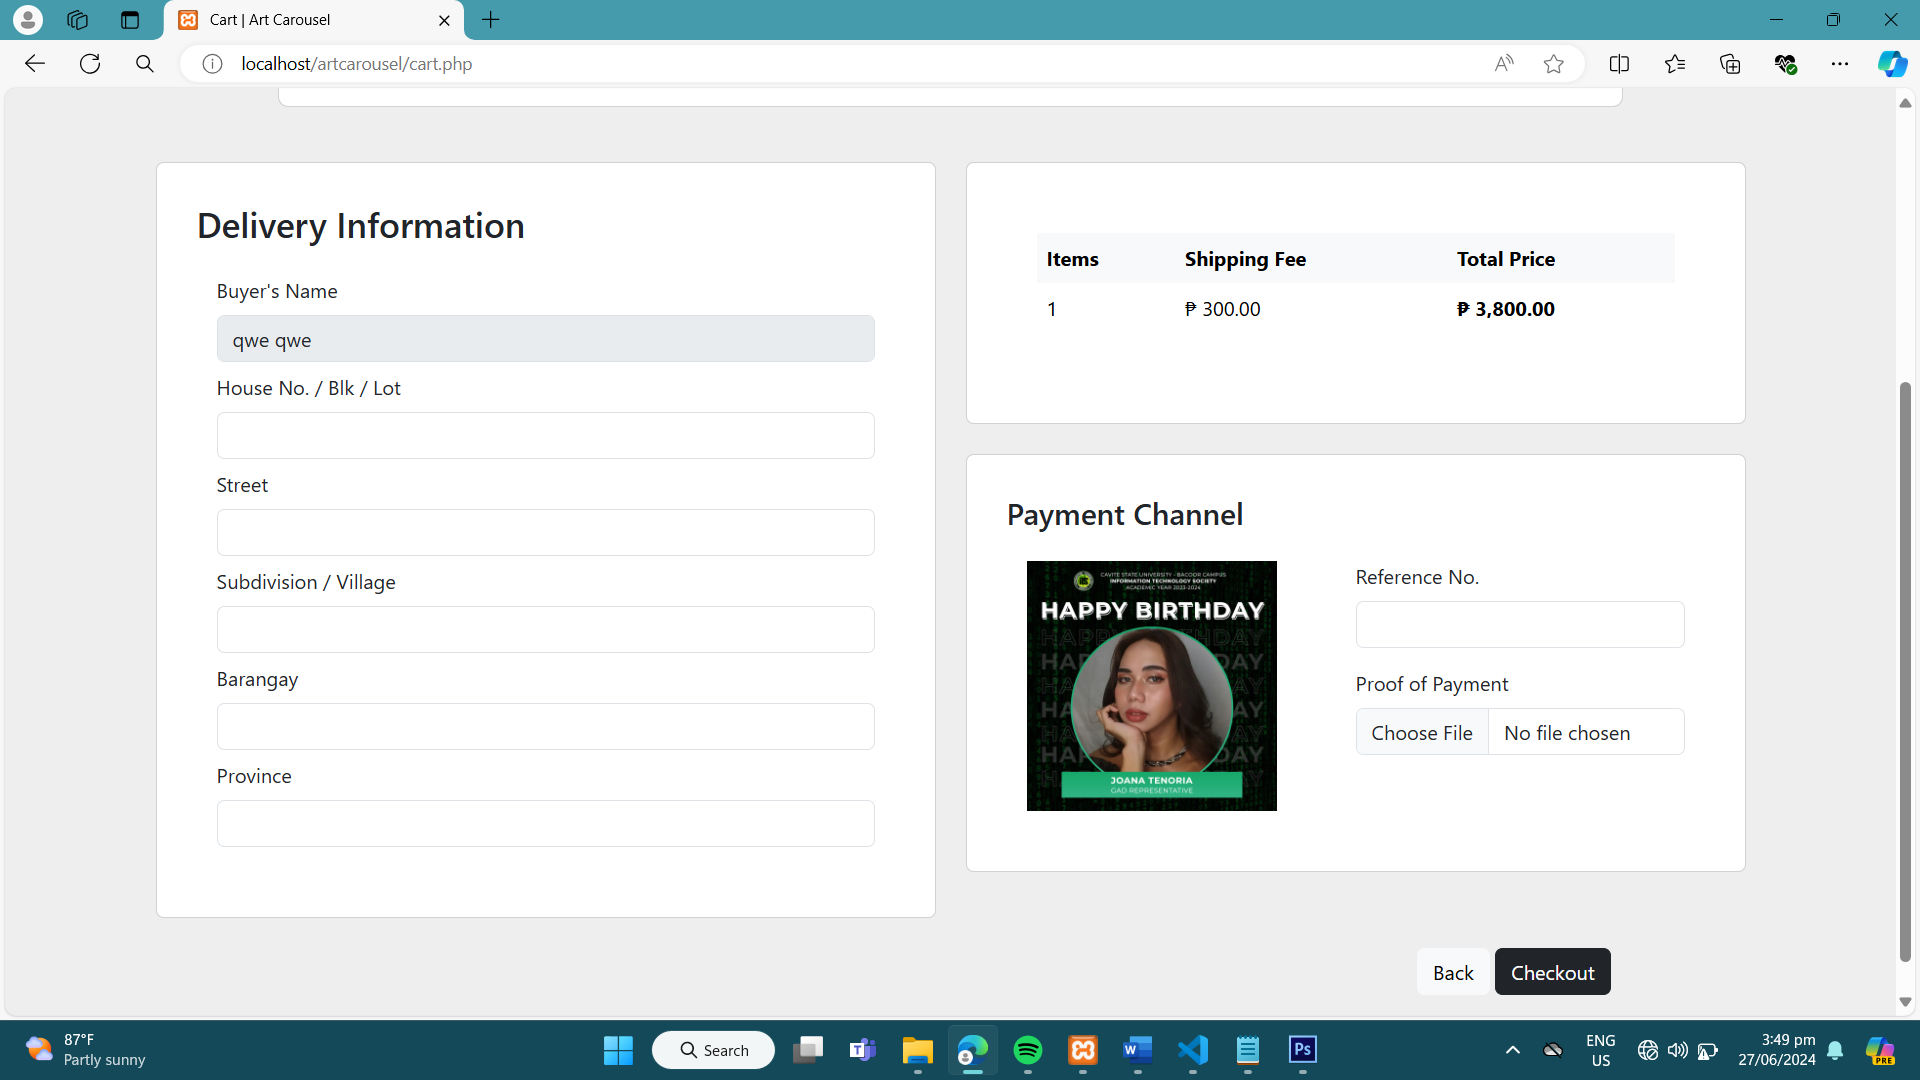 Cart | Art Carousel
localhost/artcarousel/cart.php
Delivery Information
Buyer's Name
qwe qwe
House No. / Blk / Lot
Street
Subdivision / Village
Barangay
Province
Items Shipping Fee Total Price
1 ₱ 300.00 ₱ 3,800.00
Payment Channel
CAVITE STATE UNIVERSITY - BACOOR CAMPUS
INFORMATION TECHNOLOGY SOCIETY
ACADEMIC YEAR 2023-2024
HAPPY BIRTHDAY
JOANA TENORIA
GAD REPRESENTATIVE
Reference No.
Proof of Payment
Choose File No file chosen
Back Checkout
87°F
Partly sunny
Search
ENG
US
3:49 pm
27/06/2024
PRE
Ps